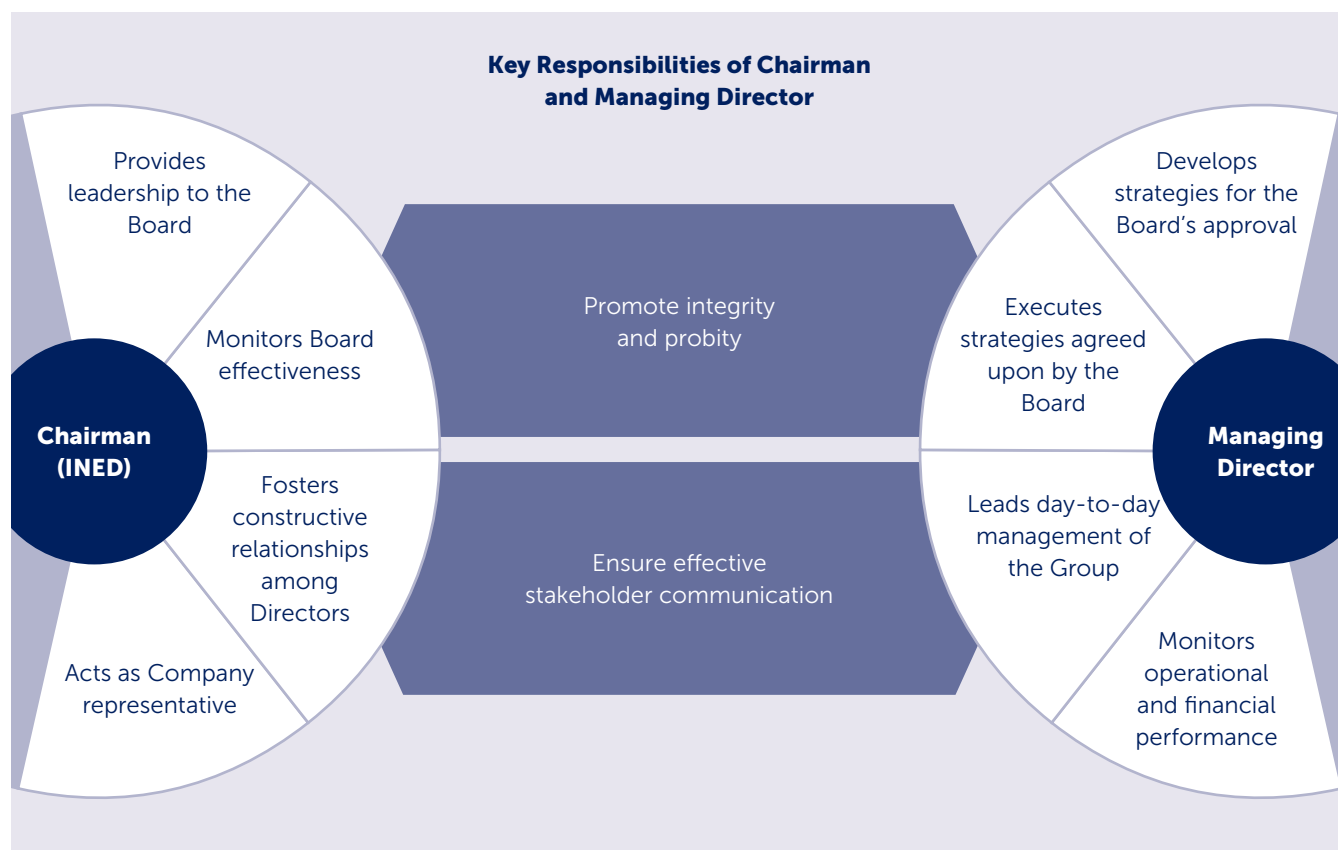 Key Responsibilities of Chairman
and Managing Director
Provides
leadership to the
Board
Monitors Board
effectiveness
Chairman
(INED)
Fosters
constructive
relationships
among
Directors
Acts as Company
representative
Promote integrity
and probity
Ensure effective
stakeholder communication
Develops
strategies for the
Board’s approval
Executes
strategies agreed
upon by the
Board
Managing
Director
Leads day-to-day
management of
the Group
Monitors
operational
and financial
performance